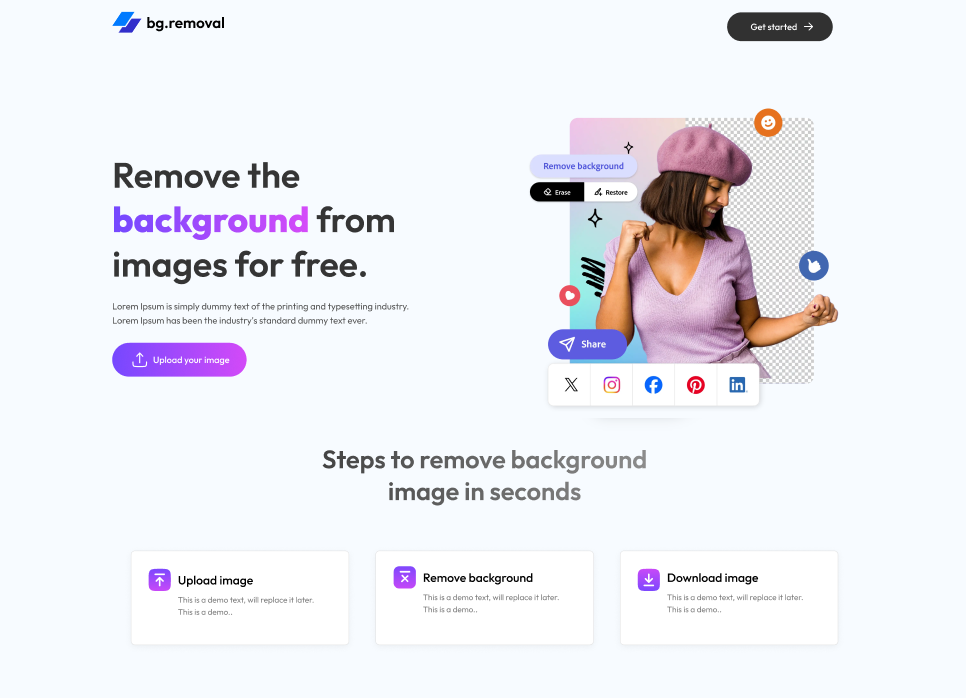 bg.removal
Get started
Remove the
background from
images for free.
Lorem Ipsum is simply dummy text of the printing and typesetting industry.
Lorem Ipsum has been the industry's standard dummy text ever.
Upload your image
Remove background
Erase
Restore
Share
Steps to remove background
image in seconds
Upload image
This is a demo text, will replace it later.
This is a demo..
Remove background
This is a demo text, will replace it later.
This is a demo..
Download image
This is a demo text, will replace it later.
This is a demo..